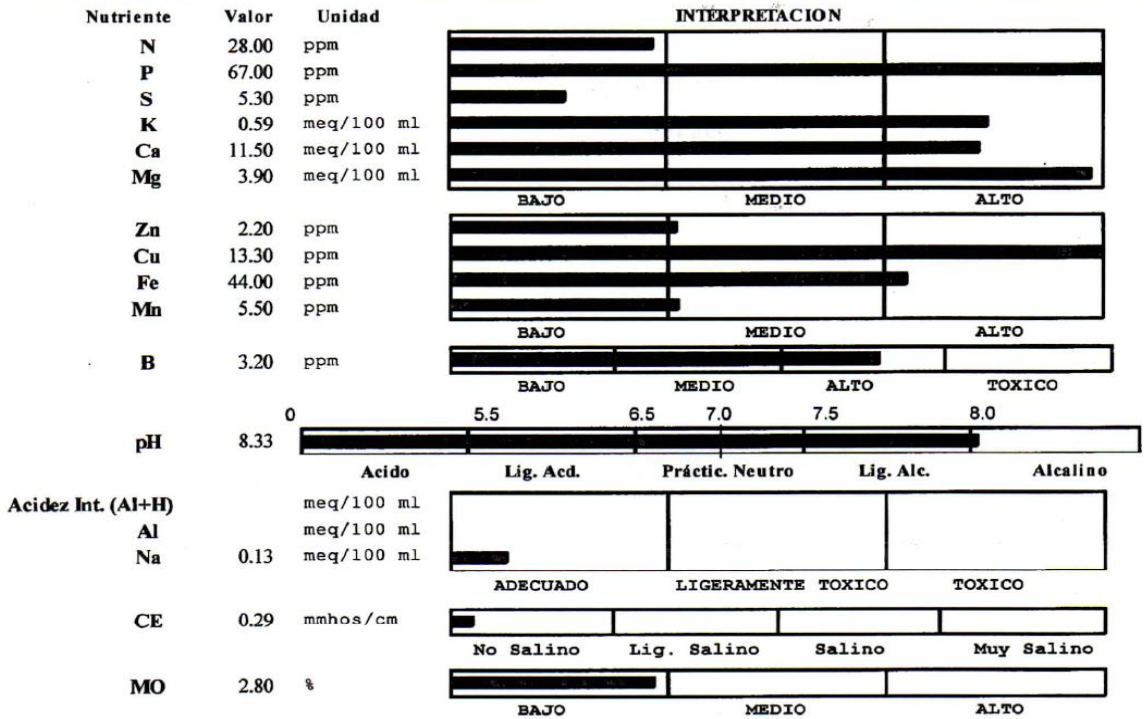 Nutriente Valor Unidad INTERPRETACION
N 28.00 ppm
P 67.00 ppm
S 5.30 ppm
K 0.59 meq/100 ml
Ca 11.50 meq/100 ml
Mg 3.90 meq/100 ml
BAJO MEDIO ALTO
Zn 2.20 ppm
Cu 13.30 ppm
Fe 44.00 ppm
Mn 5.50 ppm
BAJO MEDIO ALTO
B 3.20 ppm
BAJO MEDIO ALTO TOXICO
0 5.5 6.5 7.0 7.5 8.0
pH 8.33
Acido Lig. Acd. Práctic. Neutro Lig. Alc. Alcalino
Acidez Int. (Al+H) meq/100 ml
Al meq/100 ml
Na 0.13 meq/100 ml
ADECUADO LIGERAMENTE TOXICO TOXICO
CE 0.29 mmhos/cm
No Salino Lig. Salino Salino Muy Salino
MO 2.80 %
BAJO MEDIO ALTO